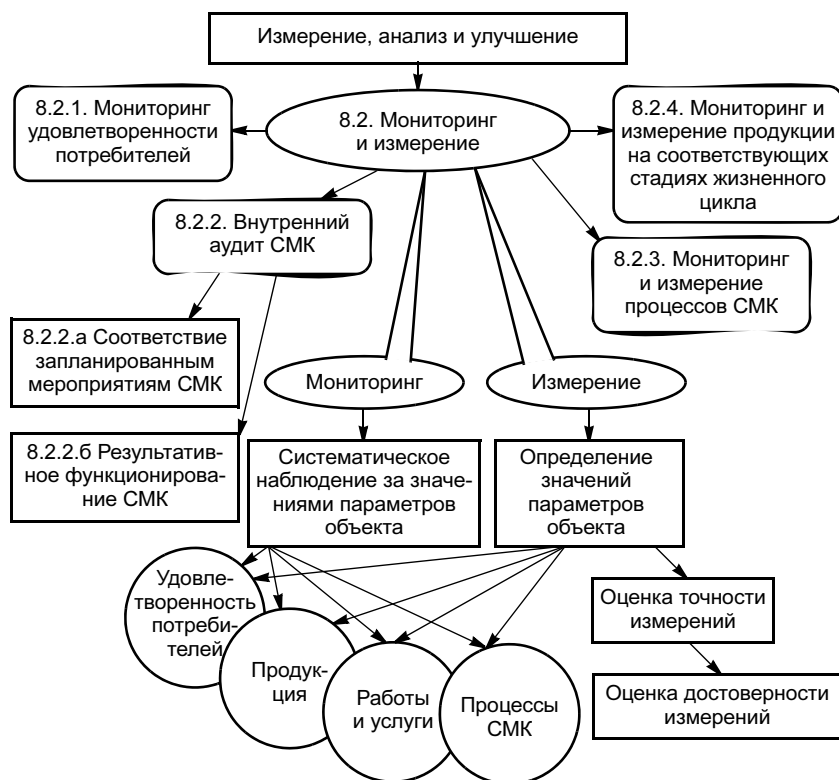 Измерение, анализ и улучшение
8.2.1. Мониторинг
удовлетворенности
потребителей
8.2. Мониторинг
и измерение
8.2.4. Мониторинг и
измерение продукции
на соответствующих
стадиях жизненного
цикла
8.2.2. Внутренний
аудит СМК
8.2.3. Мониторинг
и измерение
процессов СМК
8.2.2.а Соответствие
запланированным
мероприятиям СМК
Мониторинг
Измерение
8.2.2.б Результатив-
ное функционирова-
ние СМК
Систематическое
наблюдение за значе-
ниями параметров
объекта
Определение
значений
параметров
объекта
Удовле-
творенность
потреби-
телей
Продук-
ция
Работы
и услуги
Процессы
СМК
Оценка точности
измерений
Оценка достоверности
измерений